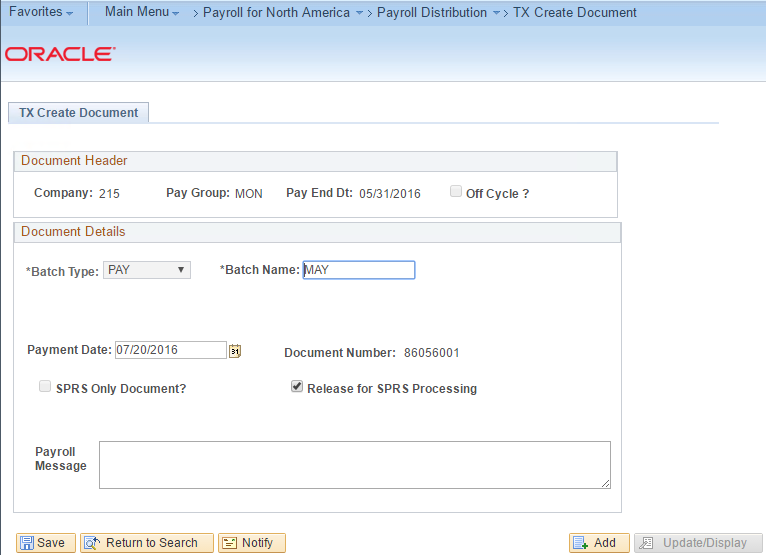 Favorites Main Menu > Payroll for North America > Payroll Distribution > TX Create Document
ORACLE
TX Create Document
Document Header
Company: 215 Pay Group: MON Pay End Dt: 05/31/2016 Off Cycle ?
Document Details
*Batch Type: PAY *Batch Name: MAY
Payment Date: 07/20/2016 31 Document Number: 86056001
SPRS Only Document? Release for SPRS Processing
Payroll
Message
Save Return to Search Notify Add Update/Display